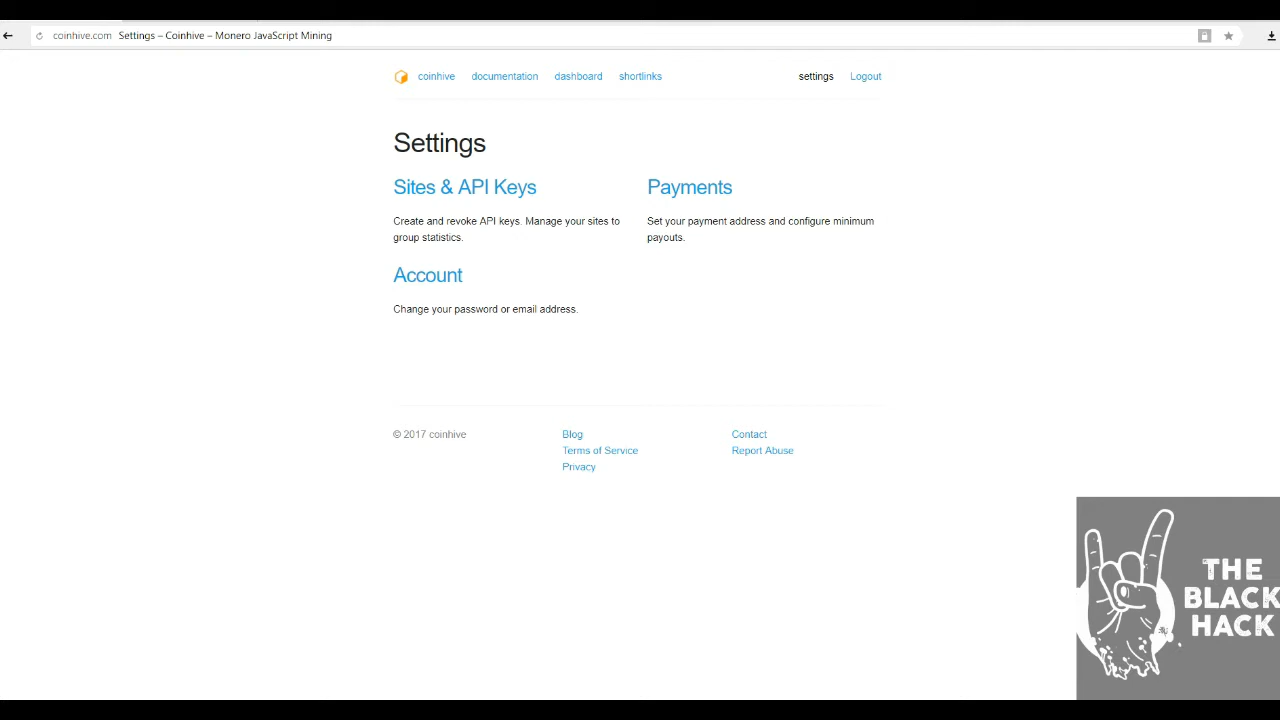 coinhive.com Settings – Coinhive – Monero JavaScript Mining
coinhive documentation dashboard shortlinks settings Logout
Settings
Sites & API Keys
Create and revoke API keys. Manage your sites to
group statistics.
Payments
Set your payment address and configure minimum
payouts.
Account
Change your password or email address.
© 2017 coinhive
Blog
Terms of Service
Privacy
Contact
Report Abuse
THE
BLACK
HACK